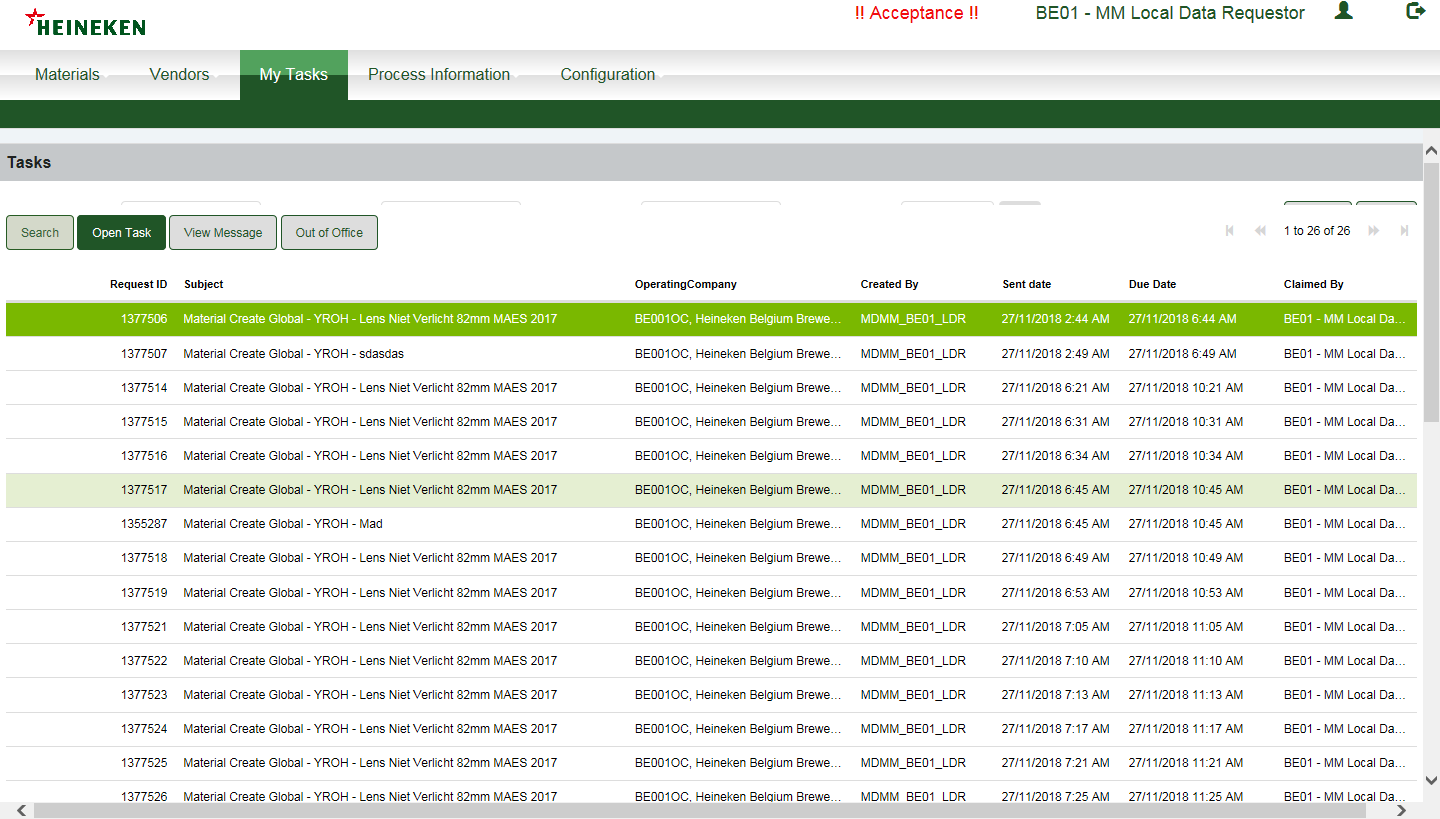 HEINEKEN
!! Acceptance !! BE01 - MM Local Data Requestor
Materials Vendors My Tasks Process Information Configuration
Tasks
Search Open Task View Message Out of Office 1 to 26 of 26
Request ID Subject OperatingCompany Created By Sent date Due Date Claimed By
1377506 Material Create Global - YROH - Lens Niet Verlicht 82mm MAES 2017 BE001OC, Heineken Belgium Brewe... MDMM_BE01_LDR 27/11/2018 2:44 AM 27/11/2018 6:44 AM BE01 - MM Local Da...
1377507 Material Create Global - YROH - sdasdas BE001OC, Heineken Belgium Brewe... MDMM_BE01_LDR 27/11/2018 2:49 AM 27/11/2018 6:49 AM BE01 - MM Local Da...
1377514 Material Create Global - YROH - Lens Niet Verlicht 82mm MAES 2017 BE001OC, Heineken Belgium Brewe... MDMM_BE01_LDR 27/11/2018 6:21 AM 27/11/2018 10:21 AM BE01 - MM Local Da...
1377515 Material Create Global - YROH - Lens Niet Verlicht 82mm MAES 2017 BE001OC, Heineken Belgium Brewe... MDMM_BE01_LDR 27/11/2018 6:31 AM 27/11/2018 10:31 AM BE01 - MM Local Da...
1377516 Material Create Global - YROH - Lens Niet Verlicht 82mm MAES 2017 BE001OC, Heineken Belgium Brewe... MDMM_BE01_LDR 27/11/2018 6:34 AM 27/11/2018 10:34 AM BE01 - MM Local Da...
1377517 Material Create Global - YROH - Lens Niet Verlicht 82mm MAES 2017 BE001OC, Heineken Belgium Brewe... MDMM_BE01_LDR 27/11/2018 6:45 AM 27/11/2018 10:45 AM BE01 - MM Local Da...
1355287 Material Create Global - YROH - Mad BE001OC, Heineken Belgium Brewe... MDMM_BE01_LDR 27/11/2018 6:45 AM 27/11/2018 10:45 AM BE01 - MM Local Da...
1377518 Material Create Global - YROH - Lens Niet Verlicht 82mm MAES 2017 BE001OC, Heineken Belgium Brewe... MDMM_BE01_LDR 27/11/2018 6:49 AM 27/11/2018 10:49 AM BE01 - MM Local Da...
1377519 Material Create Global - YROH - Lens Niet Verlicht 82mm MAES 2017 BE001OC, Heineken Belgium Brewe... MDMM_BE01_LDR 27/11/2018 6:53 AM 27/11/2018 10:53 AM BE01 - MM Local Da...
1377521 Material Create Global - YROH - Lens Niet Verlicht 82mm MAES 2017 BE001OC, Heineken Belgium Brewe... MDMM_BE01_LDR 27/11/2018 7:05 AM 27/11/2018 11:05 AM BE01 - MM Local Da...
1377522 Material Create Global - YROH - Lens Niet Verlicht 82mm MAES 2017 BE001OC, Heineken Belgium Brewe... MDMM_BE01_LDR 27/11/2018 7:10 AM 27/11/2018 11:10 AM BE01 - MM Local Da...
1377523 Material Create Global - YROH - Lens Niet Verlicht 82mm MAES 2017 BE001OC, Heineken Belgium Brewe... MDMM_BE01_LDR 27/11/2018 7:13 AM 27/11/2018 11:13 AM BE01 - MM Local Da...
1377524 Material Create Global - YROH - Lens Niet Verlicht 82mm MAES 2017 BE001OC, Heineken Belgium Brewe... MDMM_BE01_LDR 27/11/2018 7:17 AM 27/11/2018 11:17 AM BE01 - MM Local Da...
1377525 Material Create Global - YROH - Lens Niet Verlicht 82mm MAES 2017 BE001OC, Heineken Belgium Brewe... MDMM_BE01_LDR 27/11/2018 7:21 AM 27/11/2018 11:21 AM BE01 - MM Local Da...
1377526 Material Create Global - YROH - Lens Niet Verlicht 82mm MAES 2017 BE001OC, Heineken Belgium Brewe... MDMM_BE01_LDR 27/11/2018 7:25 AM 27/11/2018 11:25 AM BE01 - MM Local Da...